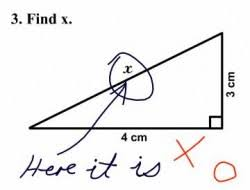 3. Find x.
x
3 cm
4 cm
Here it is X O